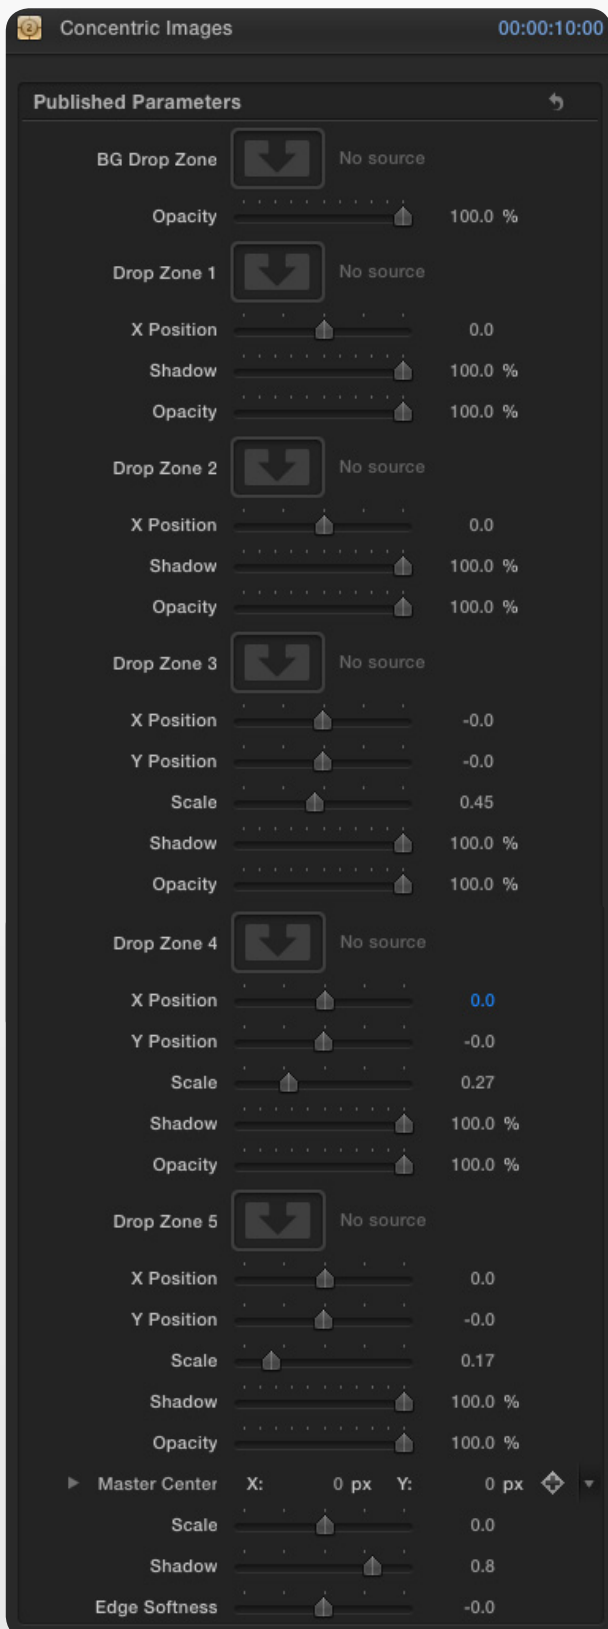 2 Concentric Images 00:00:10:00
Published Parameters
BG Drop Zone No source
Opacity 100.0 %
Drop Zone 1 No source
X Position 0.0
Shadow 100.0 %
Opacity 100.0 %
Drop Zone 2 No source
X Position 0.0
Shadow 100.0 %
Opacity 100.0 %
Drop Zone 3 No source
X Position -0.0
Y Position -0.0
Scale 0.45
Shadow 100.0 %
Opacity 100.0 %
Drop Zone 4 No source
X Position 0.0
Y Position -0.0
Scale 0.27
Shadow 100.0 %
Opacity 100.0 %
Drop Zone 5 No source
X Position 0.0
Y Position -0.0
Scale 0.17
Shadow 100.0 %
Opacity 100.0 %
Master Center X: 0 px Y: 0 px
Scale 0.0
Shadow 0.8
Edge Softness -0.0